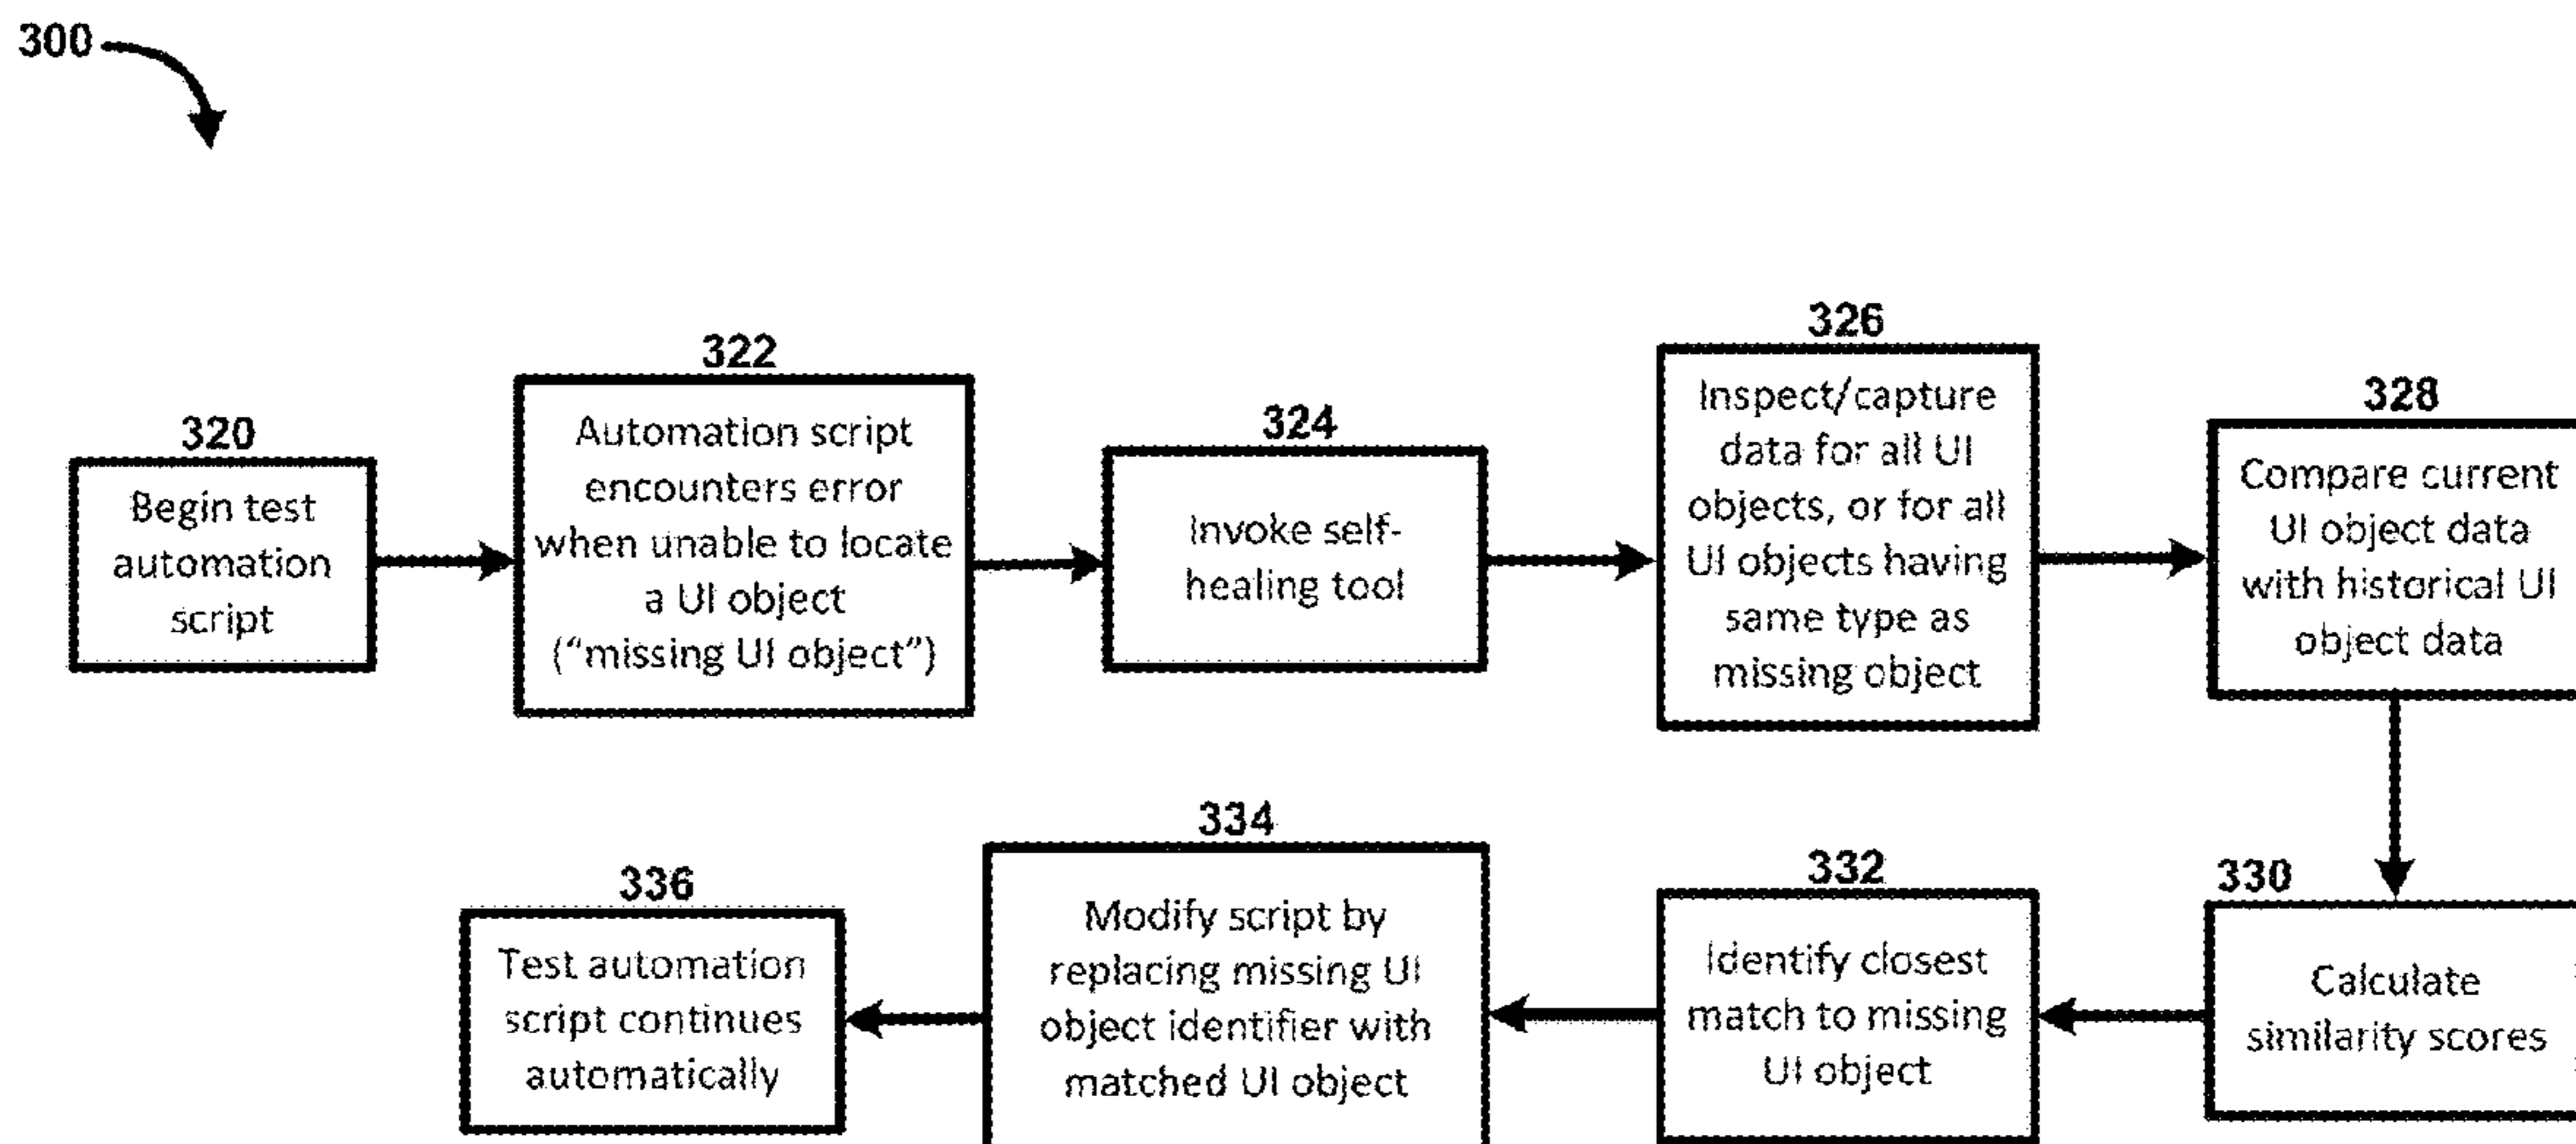 300
320
Begin test
automation
script
322
Automation script
encounters error
when unable to locate
a UI object
(“missing UI object”)
324
Invoke self-
healing tool
326
Inspect/capture
data for all UI
objects, or for all
UI objects having
same type as
missing object
328
Compare current
UI object data
with historical UI
object data
330
Calculate
similarity scores
332
Identify closest
match to missing
UI object
334
Modify script by
replacing missing UI
object identifier with
matched UI object
336
Test automation
script continues
automatically